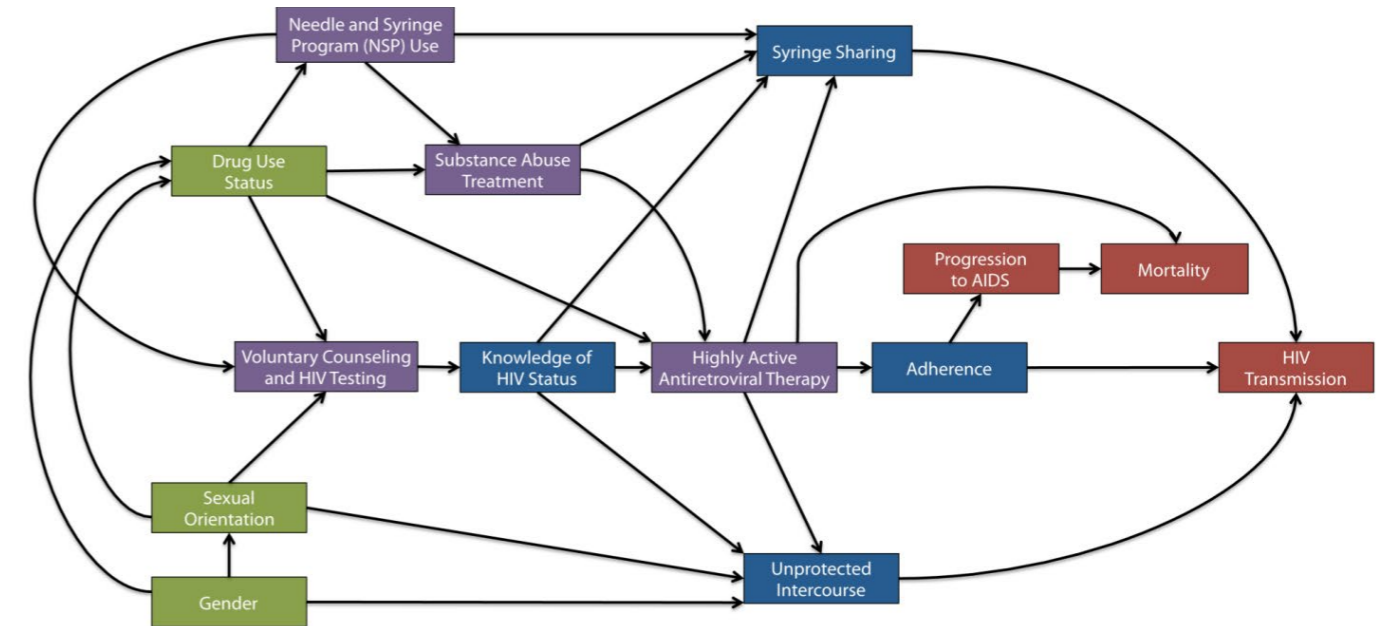 Needle and Syringe
Program (NSP) Use
Syringe Sharing
Drug Use
Status
Substance Abuse
Treatment
Progression
to AIDS
Mortality
Voluntary Counseling
and HIV Testing
Knowledge of
HIV Status
Highly Active
Antiretroviral Therapy
Adherence
HIV
Transmission
Sexual
Orientation
Unprotected
Intercourse
Gender